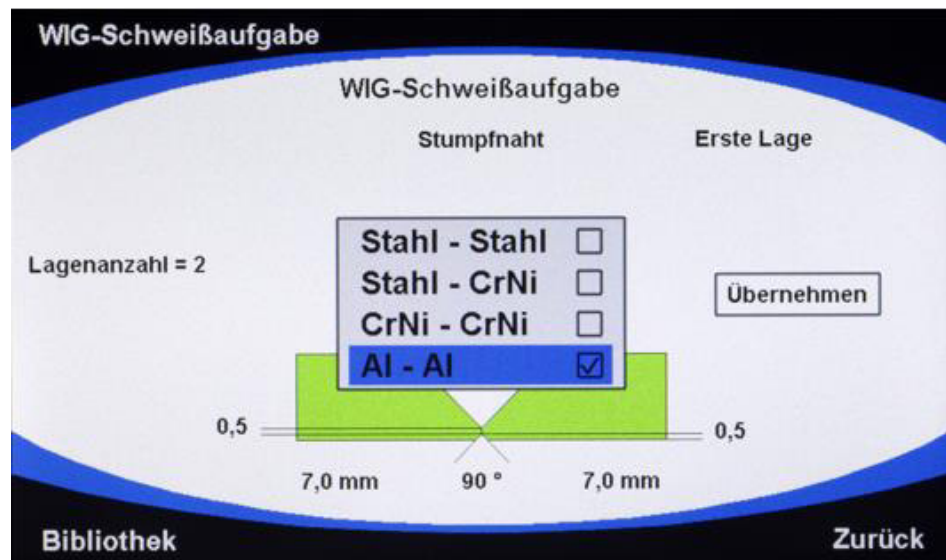 WIG-Schweißaufgabe
WIG-Schweißaufgabe
Stumpfnaht
Erste Lage
Lagenanzahl = 2
Stahl - Stahl
Stahl - CrNi
CrNi - CrNi
Al - Al
Übernehmen
0,5
0,5
7,0 mm
90 °
7,0 mm
Bibliothek
Zurück